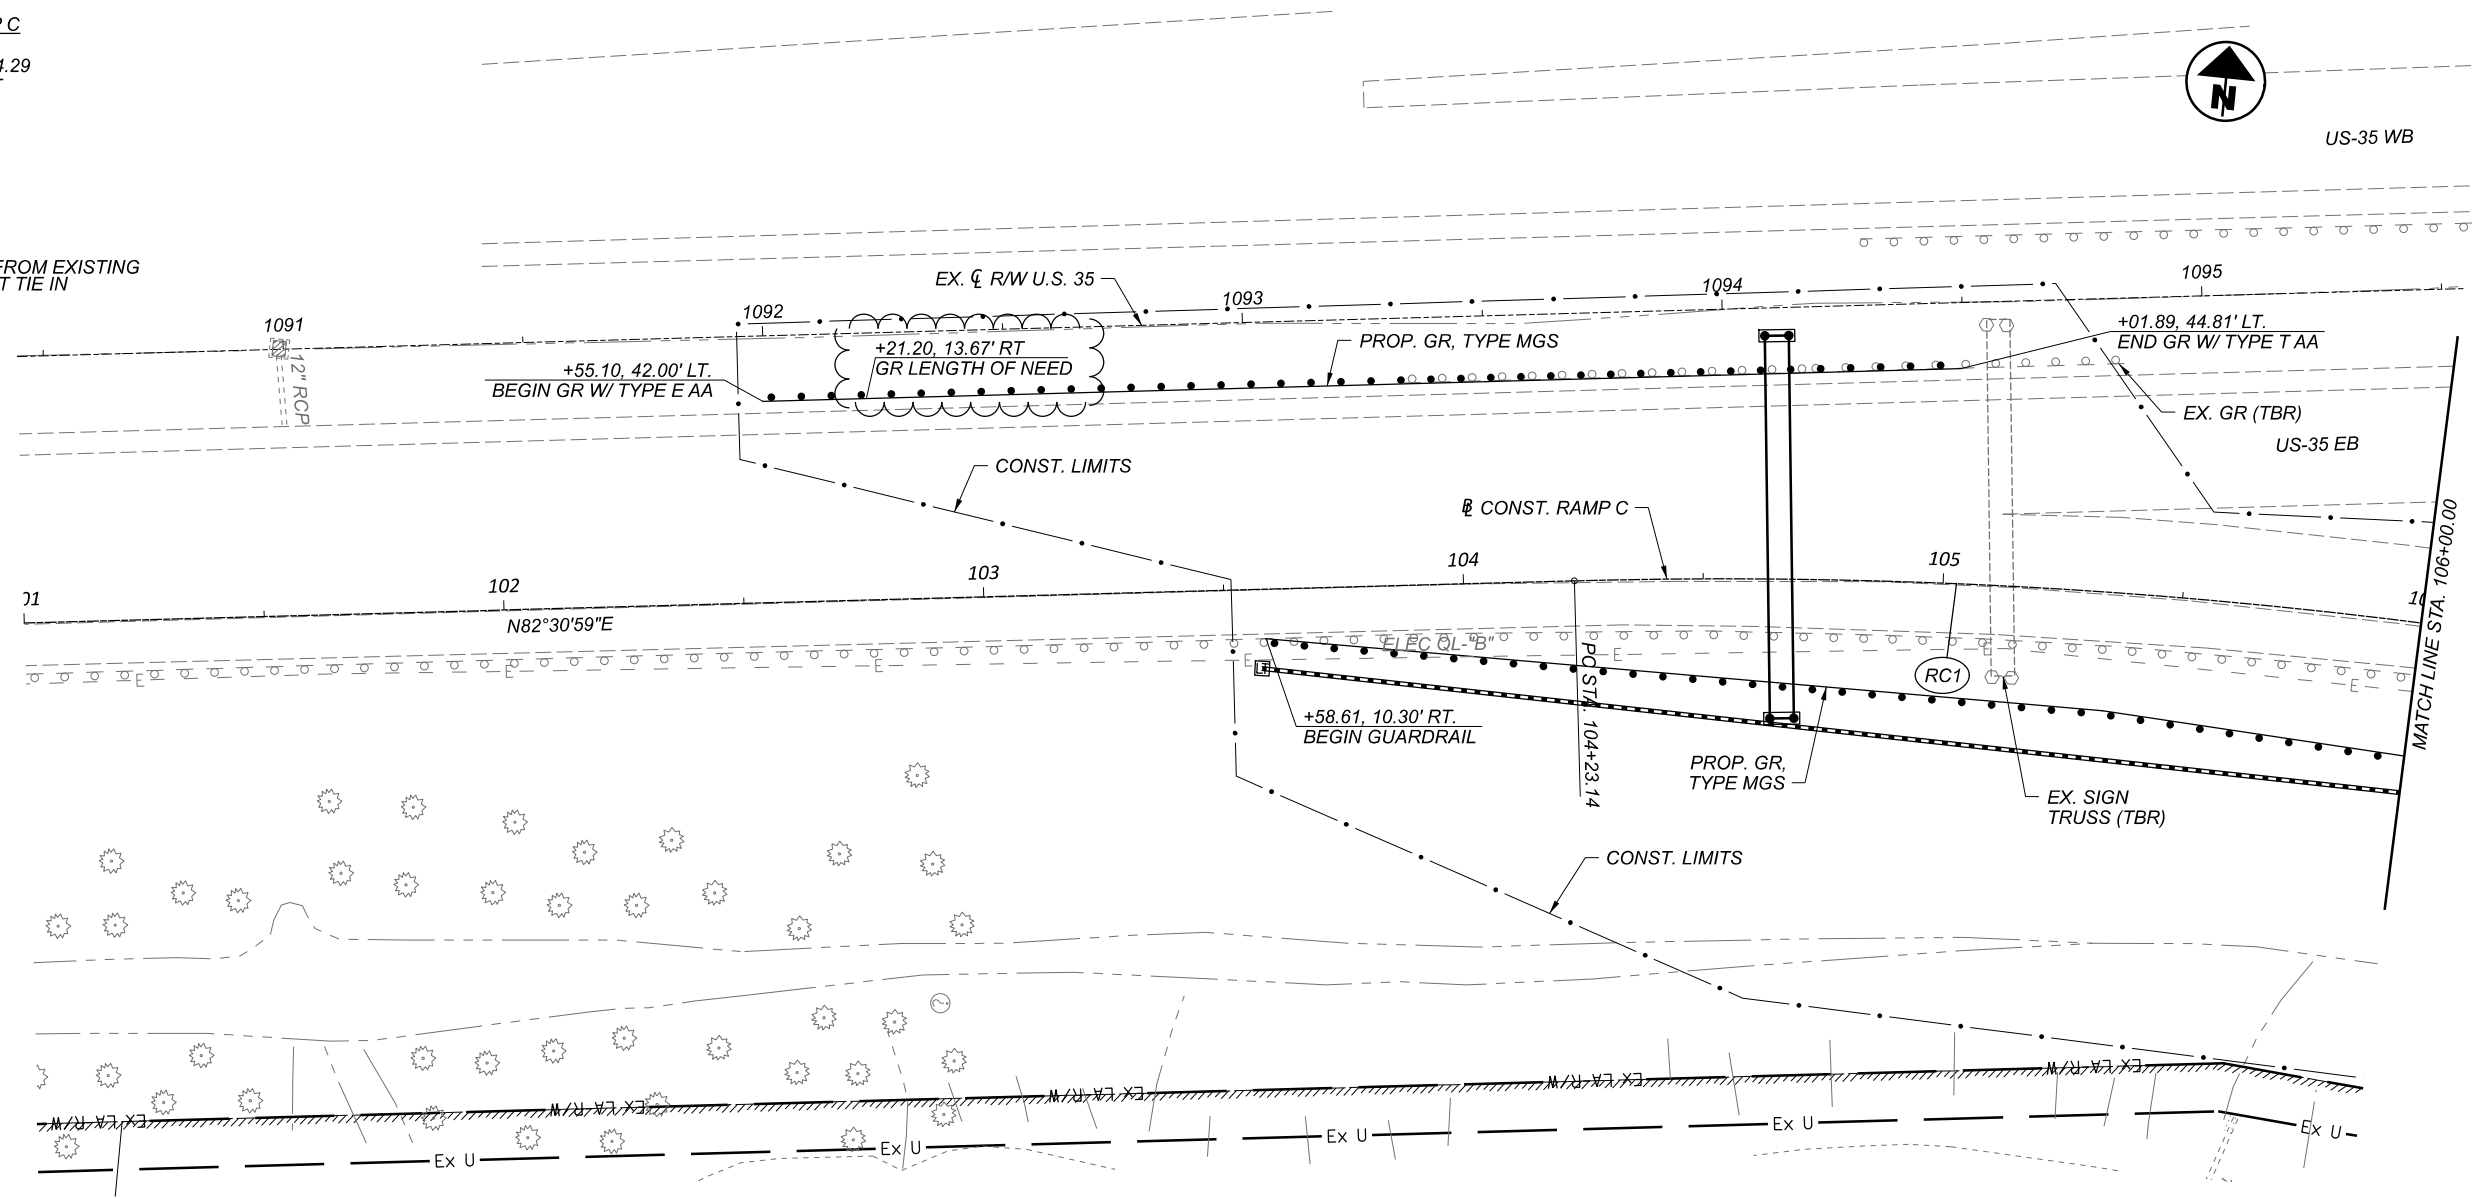 P C
4.29
N
US-35 WB
FROM EXISTING
T TIE IN
EX. CL R/W U.S. 35
1091
1092
1093
1094
1095
12" RCP
+55.10, 42.00' LT.
BEGIN GR W/ TYPE E AA
+21.20, 13.67' RT
GR LENGTH OF NEED
PROP. GR, TYPE MGS
+01.89, 44.81' LT.
END GR W/ TYPE T AA
EX. GR (TBR)
US-35 EB
CONST. LIMITS
BL CONST. RAMP C
01
102
103
104
105
10
N82°30'59"E
E
E
E
E
E
E
E
ELEC QL-"B"
LT
PC STA. 104+23.14
RC1
MATCH LINE STA. 106+00.00
+58.61, 10.30' RT.
BEGIN GUARDRAIL
PROP. GR,
TYPE MGS
EX. SIGN
TRUSS (TBR)
CONST. LIMITS
EX LA R/W
EX LA R/W
EX LA R/W
EX LA R/W
EX LA R/W
Ex U
Ex U
Ex U
Ex U
Ex U